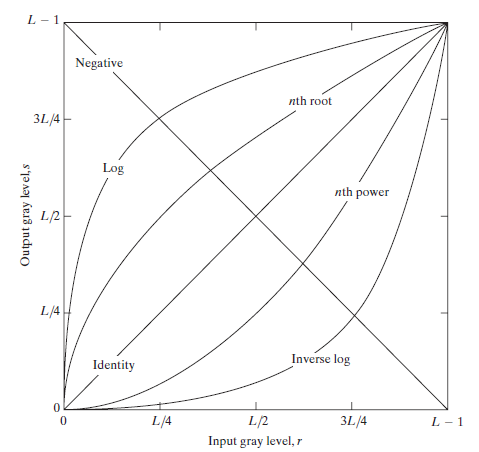 L − 1
Negative
nth root
3L/4
Log
nth power
L/2
Output gray level, s
L/4
Identity
Inverse log
0
0
L/4
L/2
3L/4
L − 1
Input gray level, r